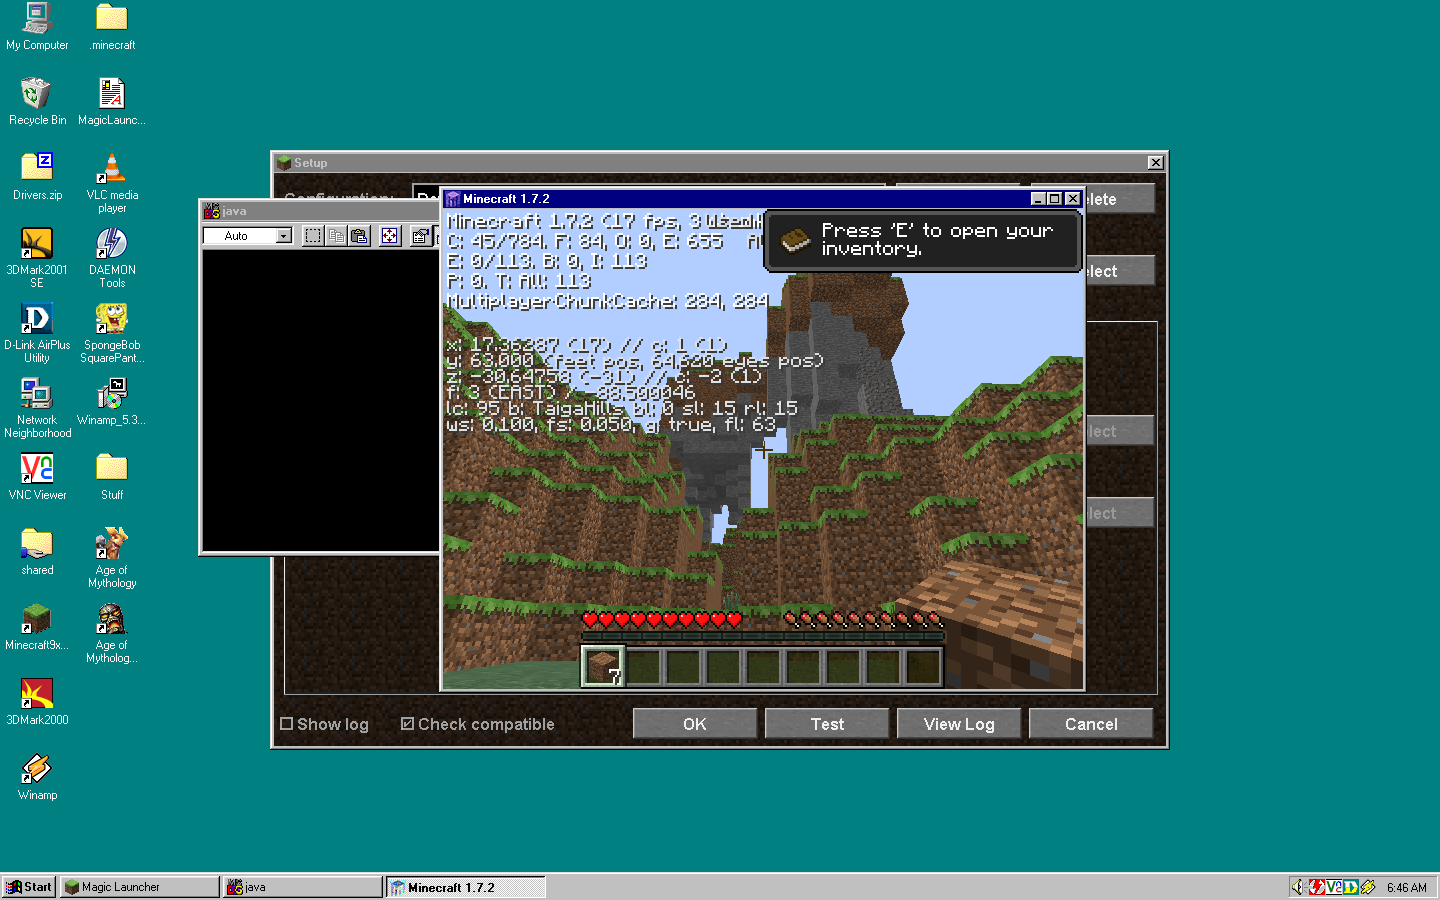 My Computer
.minecraft
Recycle Bin
MagicLaunc...
Drivers.zip
VLC media
player
3DMark2001
SE
DAEMON
Tools
D-Link AirPlus
Utility
SpongeBob
SquarePant...
Network
Neighborhood
Winamp_5.3...
VNC Viewer
Stuff
shared
Age of
Mythology
Minecraft9x...
Age of
Mytholog...
3DMark2000
Winamp
Setup
elete
lect
lect
lect
Show log
Check compatible
OK
Test
View Log
Cancel
java
Auto
Minecraft 1.7.2
Minecraft 1.7.2 (17 fps, 3
C: 45/784, F: 84, O: 0, E: 655
E: 0/113, B: 0, I: 113
P: 0, T: All: 113
MultiplayerChunkCache: 284, 284
Press 'E' to open your
inventory.
x: 17.36287 (17) // c: 1 (1)
y: 63.000 (feet pos, 64.620 eyes pos)
z: -30.64758 (-31) // c: -2 (1)
f: 3 (EAST) / -88.500046
lc: 95 b: TaigaHills bl: 0 sl: 15 rl: 15
ws: 0.100, fs: 0.050, g: true, fl: 63
7
Start
Magic Launcher
java
Minecraft 1.7.2
6:46 AM